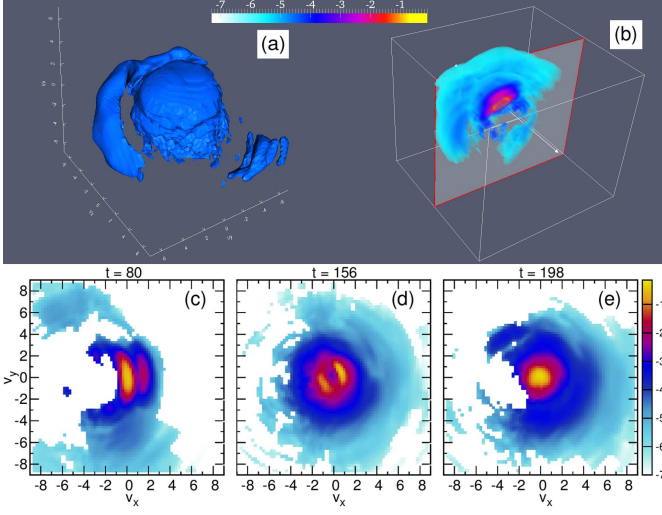 -7 -6 -5 -4 -3 -2 -1
(a)
(b)
t = 80
t = 156
t = 198
(c)
(d)
(e)
8
6
4
2
0
-2
-4
-6
-8
v_y
-8 -6 -4 -2 0 2 4 6 8
-8 -6 -4 -2 0 2 4 6 8
-8 -6 -4 -2 0 2 4 6 8
v_x
v_x
v_x
-1
-2
-3
-4
-5
-6
-7